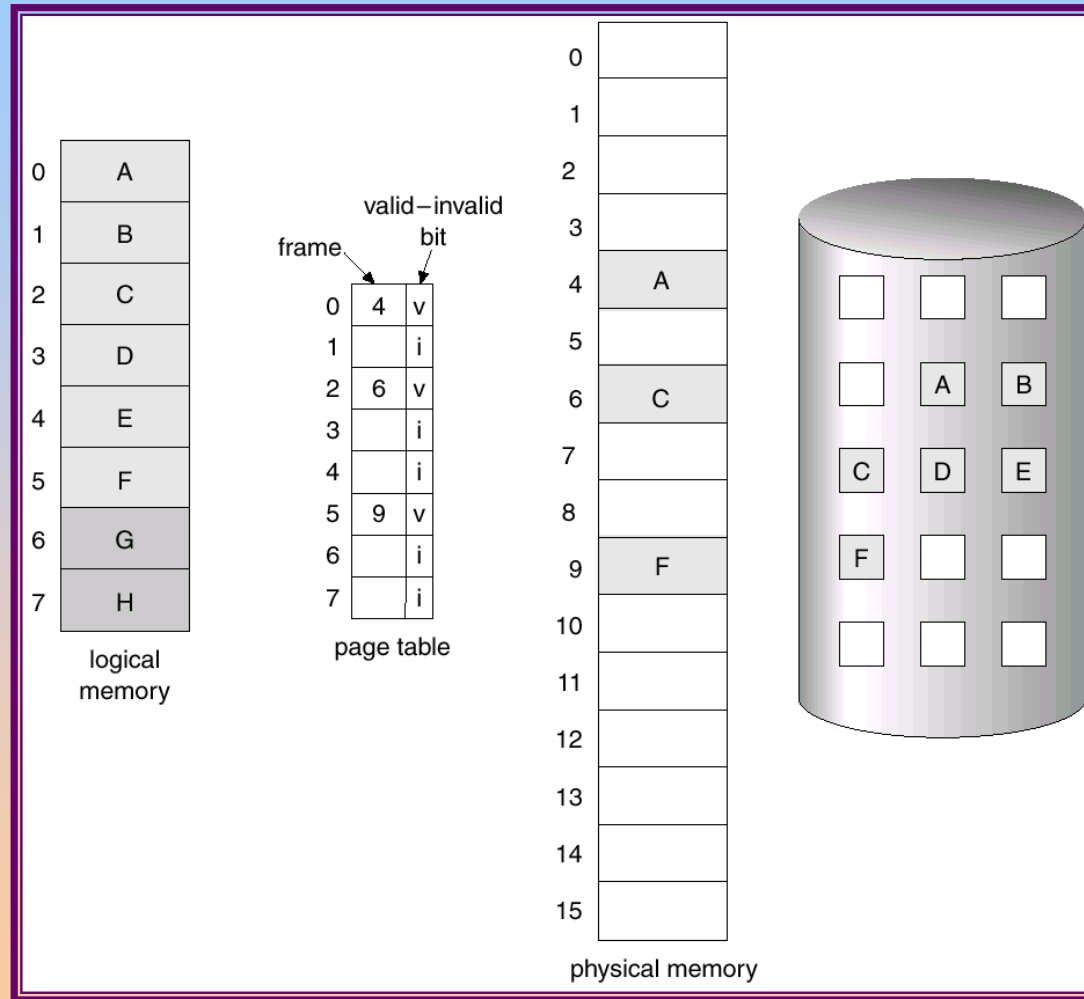 0 A
1 B
2 C
3 D
4 E
5 F
6 G
7 H
logical
memory
frame
valid–invalid
bit
0 4 v
1 i
2 6 v
3 i
4 i
5 9 v
6 i
7 i
page table
0
1
2
3
4 A
5
6 C
7
8
9 F
10
11
12
13
14
15
physical memory
A B
C D E
F